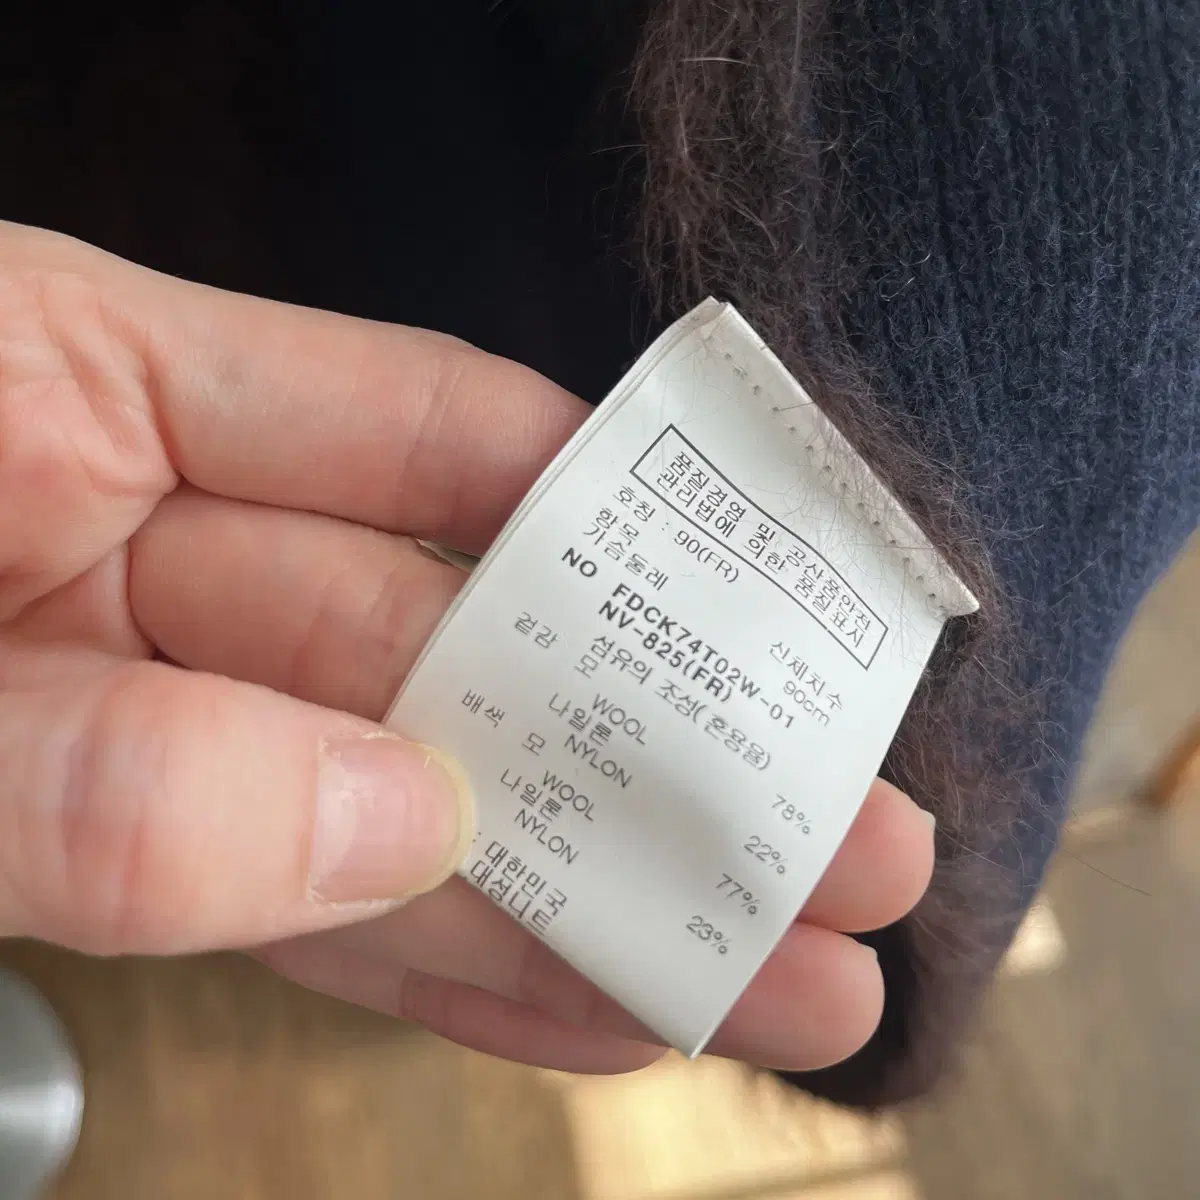 품질경영 및 공산품안전
관리법에 의한 품질표시
호칭 : 90(FR)
항목 신체치수
가슴둘레 90cm
NO FDCK74T02W-01
NV-825(FR)
섬유의 조성(혼용율)
겉감 모 WOOL 78%
나일론 NYLON 22%
배색 모 WOOL 77%
나일론 NYLON 23%
: 대한민국
대성니트